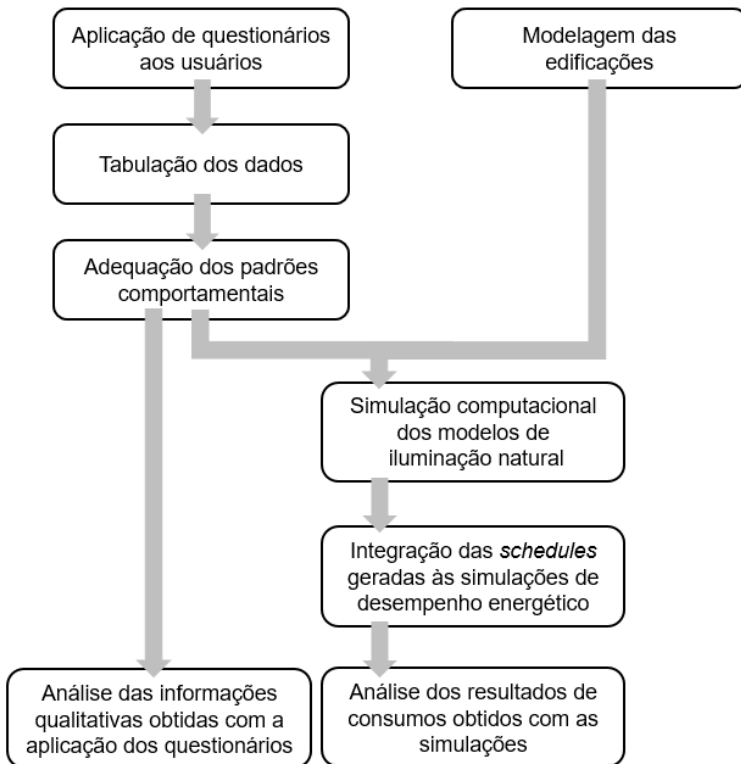 Aplicação de questionários
aos usuários
Modelagem das
edificações
Tabulação dos dados
Adequação dos padrões
comportamentais
Simulação computacional
dos modelos de
iluminação natural
Integração das schedules
geradas às simulações de
desempenho energético
Análise das informações
qualitativas obtidas com a
aplicação dos questionários
Análise dos resultados de
consumos obtidos com as
simulações